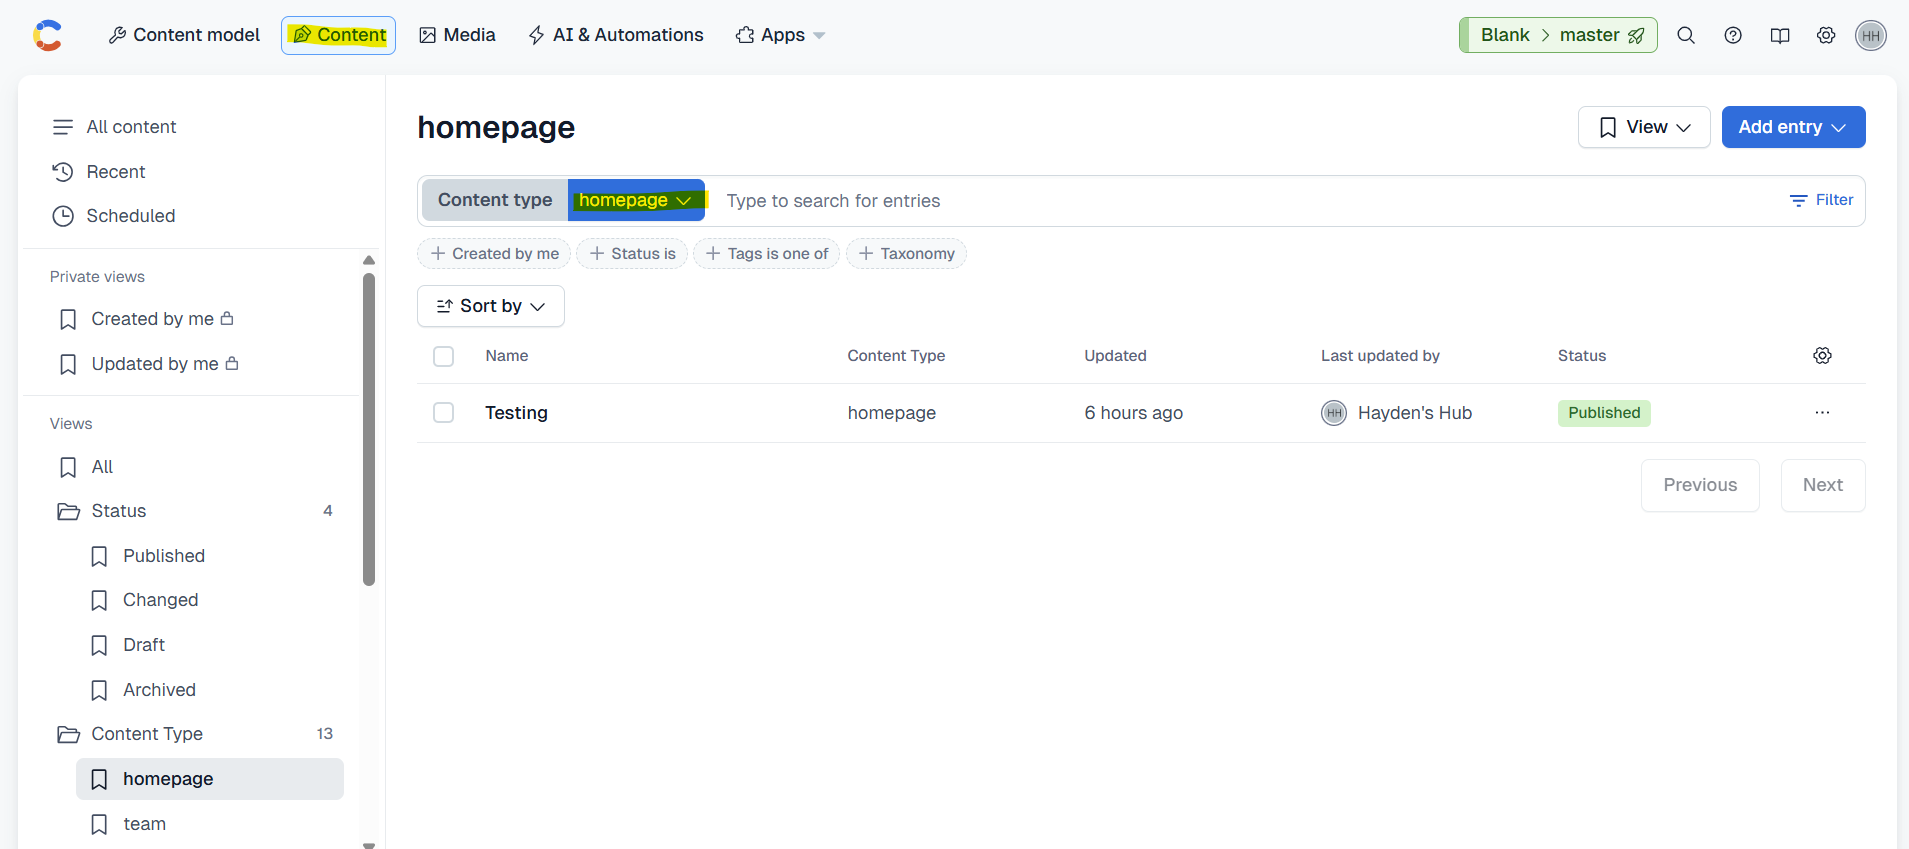 Content model
Content
Media
AI & Automations
Apps
Blank > master
HH
All content
Recent
Scheduled
Private views
Created by me
Updated by me
Views
All
Status 4
Published
Changed
Draft
Archived
Content Type 13
homepage
team
homepage
View
Add entry
Content type homepage Type to search for entries Filter
+ Created by me + Status is + Tags is one of + Taxonomy
Sort by
Name Content Type Updated Last updated by Status
Testing homepage 6 hours ago HH Hayden's Hub Published ...
Previous Next